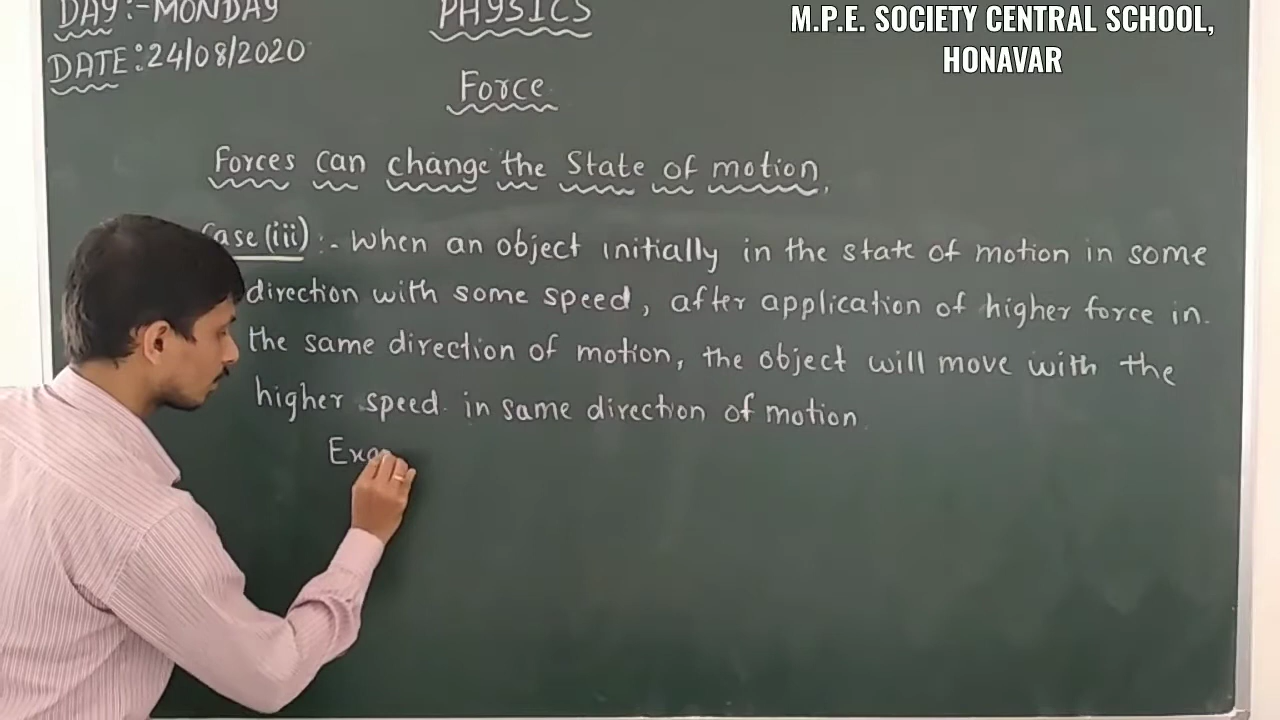 DAY:-MONDAY
DATE:24/08/2020
PHYSICS
M.P.E. SOCIETY CENTRAL SCHOOL,
HONAVAR
Force
Forces can change the State of motion.
Case (iii) :- When an object initially in the state of motion in some
direction with some speed, after application of higher force in
the same direction of motion, the object will move with the
higher speed in same direction of motion.
Exa